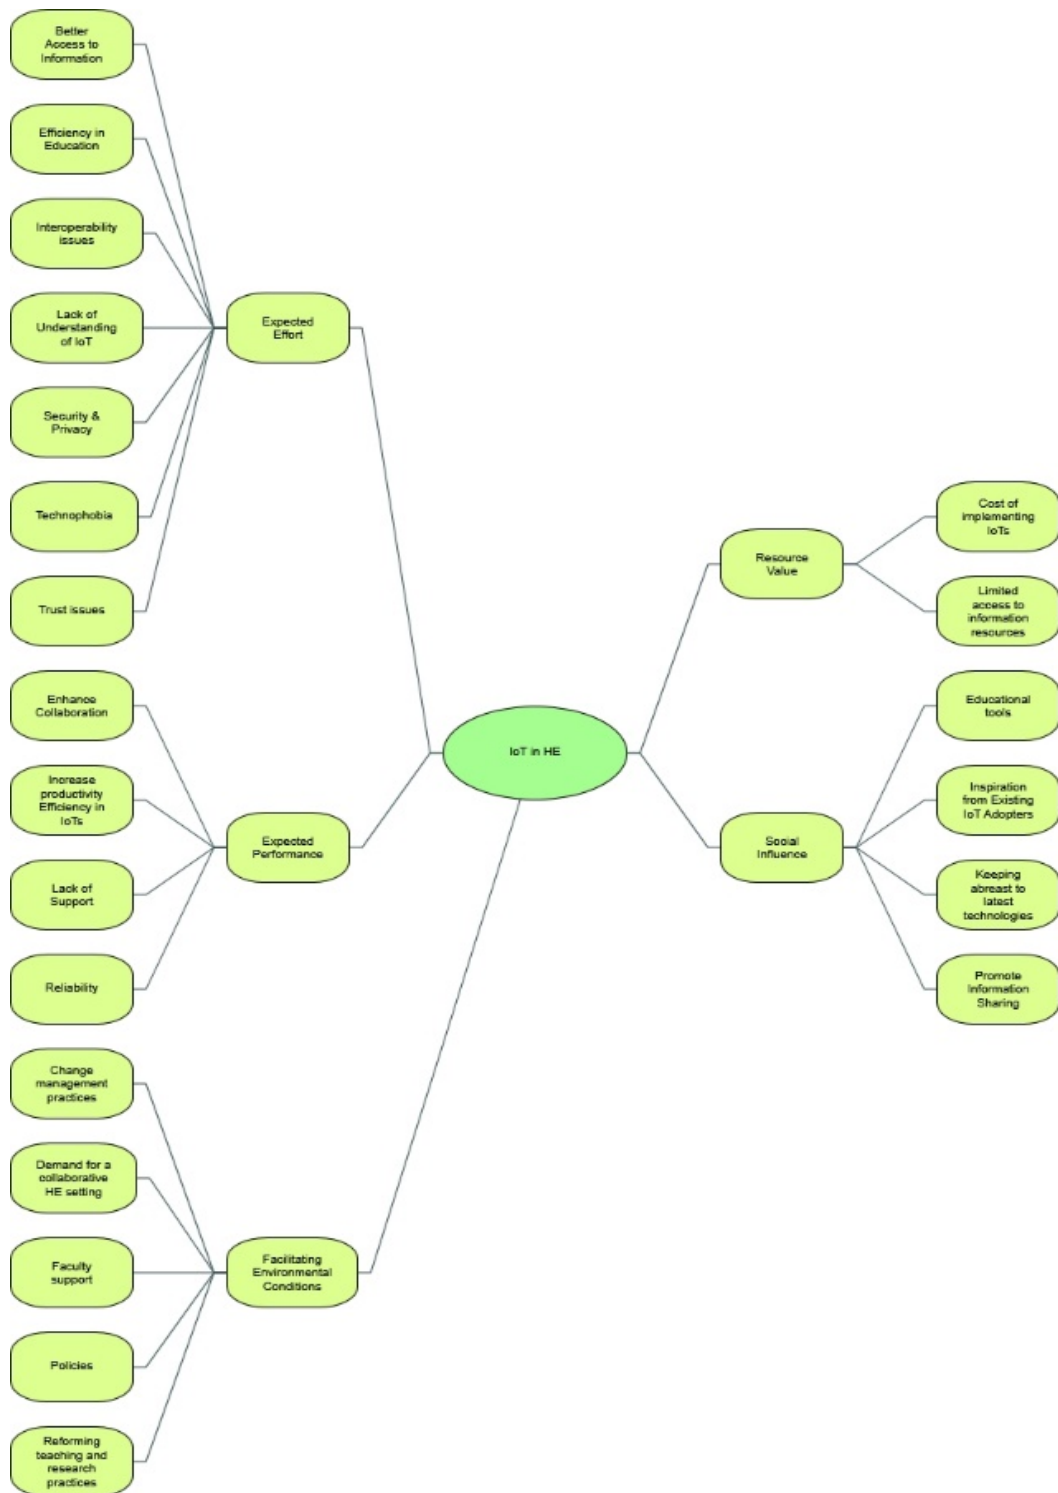 Better
Access to
Information
Efficiency in
Education
Interoperability
issues
Lack of
Understanding
of IoT
Security &
Privacy
Technophobia
Trust issues
Expected
Effort
Enhance
Collaboration
Increase
productivity
Efficiency in
IoTs
Lack of
Support
Reliability
Expected
Performance
Change
management
practices
Demand for a
collaborative
HE setting
Faculty
support
Policies
Reforming
teaching and
research
practices
Facilitating
Environmental
Conditions
IoT in HE
Resource
Value
Cost of
implementing
IoTs
Limited
access to
information
resources
Social
Influence
Educational
tools
Inspiration
from Existing
IoT Adopters
Keeping
abreast to
latest
technologies
Promote
Information
Sharing